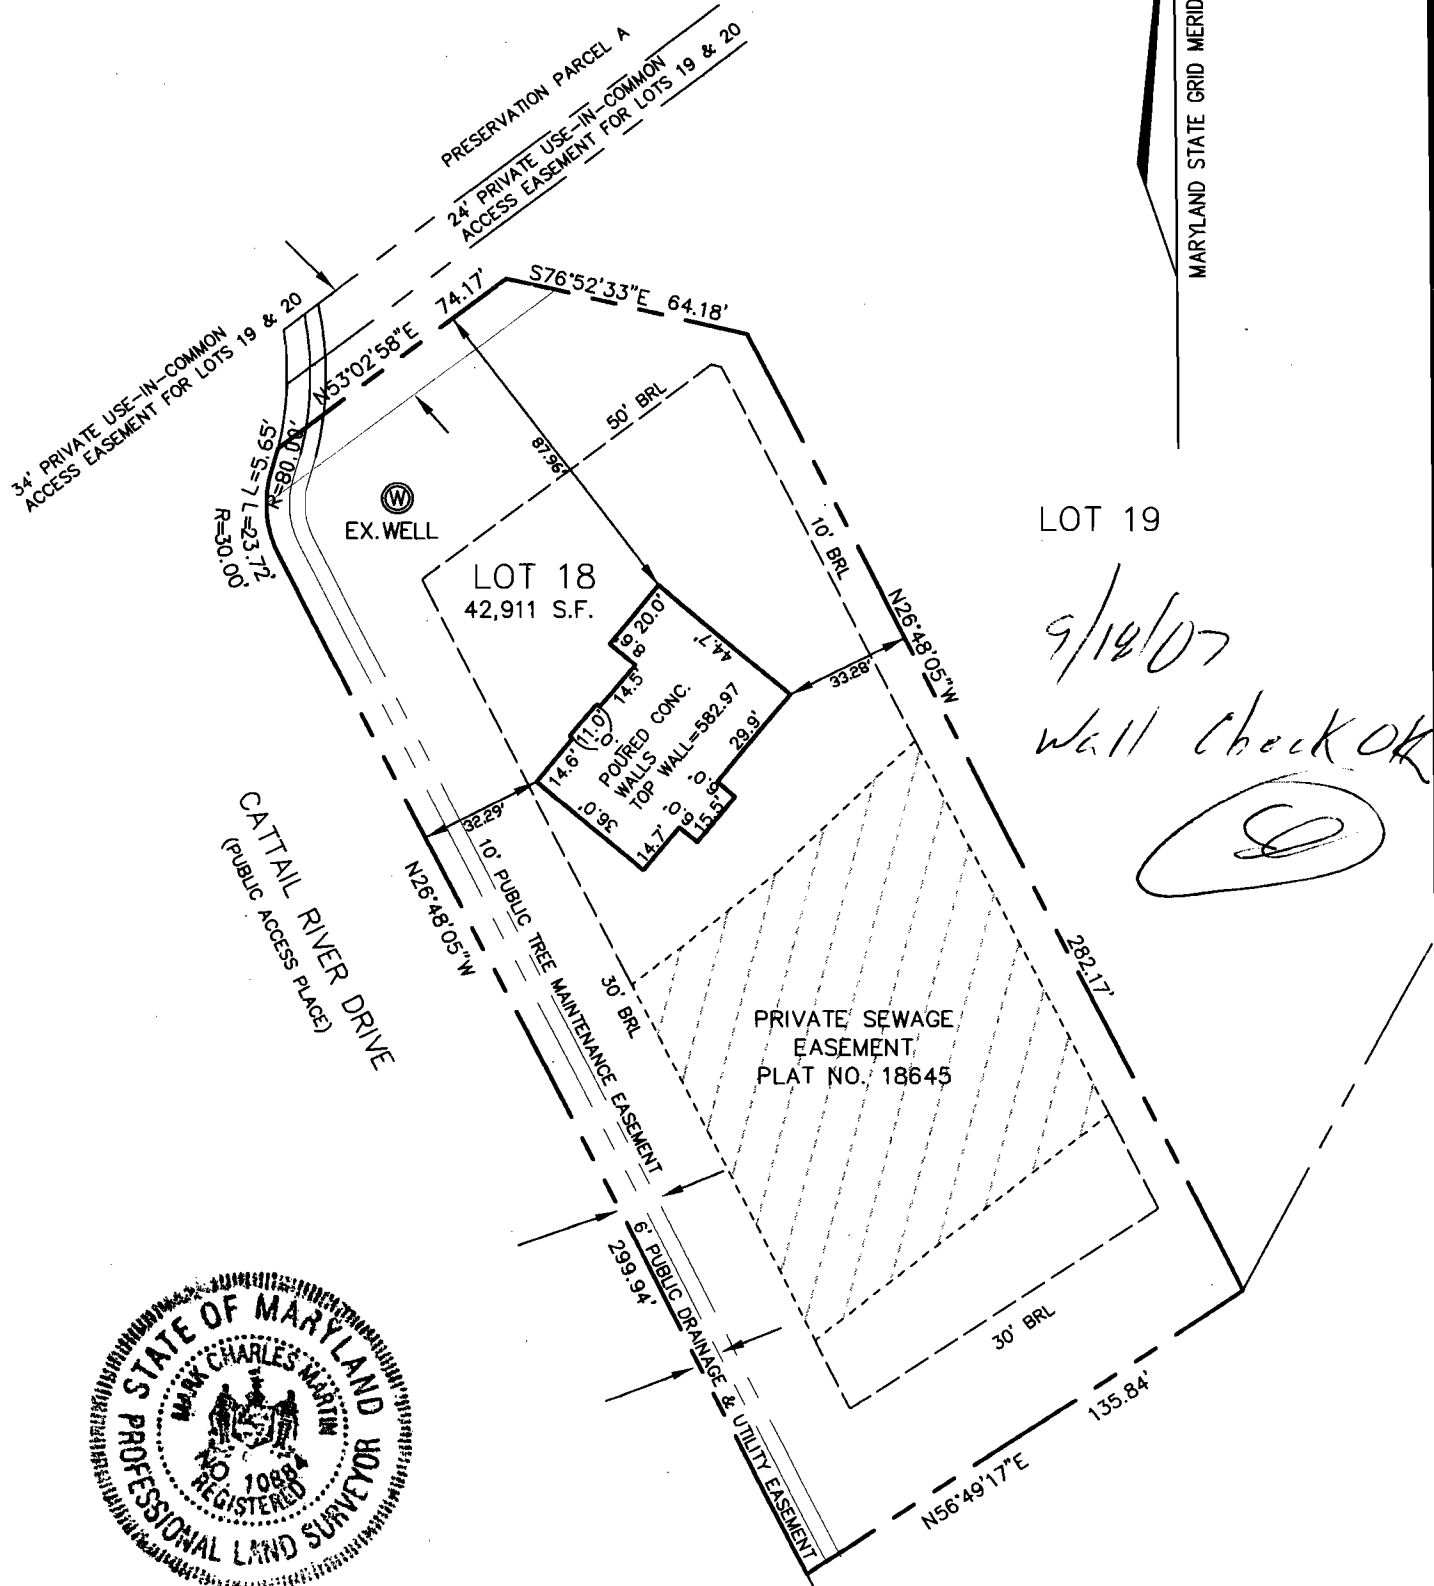 PRESERVATION PARCEL A
24' PRIVATE USE-IN-COMMON
ACCESS EASEMENT FOR LOTS 19 & 20
MARYLAND STATE GRID MERID
34' PRIVATE USE-IN-COMMON
ACCESS EASEMENT FOR LOTS 19 & 20
N53°02'58"E
74.17'
S76°52'33"E 64.18'
L=5.65'
R=80.00'
L=23.72'
R=30.00'
W
EX.WELL
50' BRL
87.96'
10' BRL
LOT 18
42,911 S.F.
LOT 19
9/18/07
Wall Check OK
N26°48'05"W
282.17'
20.0'
8.6'
44.7'
14.5'
11.0'
14.6'
36.0'
14.7'
6.0'
15.5'
6.0'
29.9'
33.28'
32.29'
POURED CONC.
WALLS
TOP WALL=582.97
CATTAIL RIVER DRIVE
(PUBLIC ACCESS PLACE)
N26°48'05"W
299.94'
10' PUBLIC TREE MAINTENANCE EASEMENT
30' BRL
PRIVATE SEWAGE
EASEMENT
PLAT NO. 18645
6' PUBLIC DRAINAGE & UTILITY EASEMENT
30' BRL
135.84'
N56°49'17"E
STATE OF MARYLAND
MARK CHARLES MARTIN
NO. 10884
REGISTERED
PROFESSIONAL LAND SURVEYOR